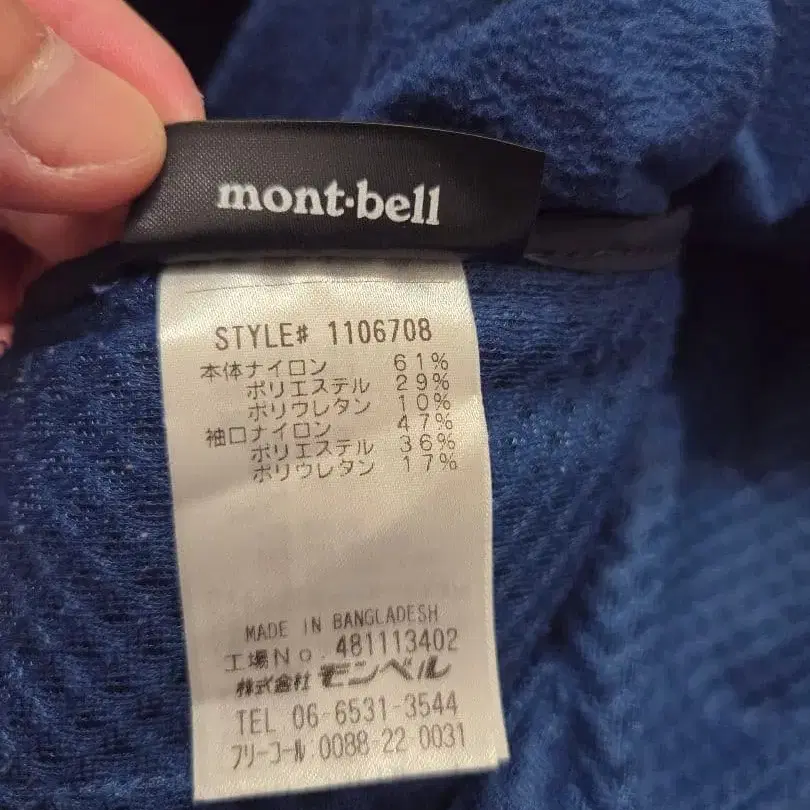 mont·bell
STYLE# 1106708
本体ナイロン 61%
ポリエステル 29%
ポリウレタン 10%
袖口ナイロン 47%
ポリエステル 36%
ポリウレタン 17%
MADE IN BANGLADESH
工場No. 481113402
株式会社モンベル
TEL 06-6531-3544
フリーコール:0088-22-0031